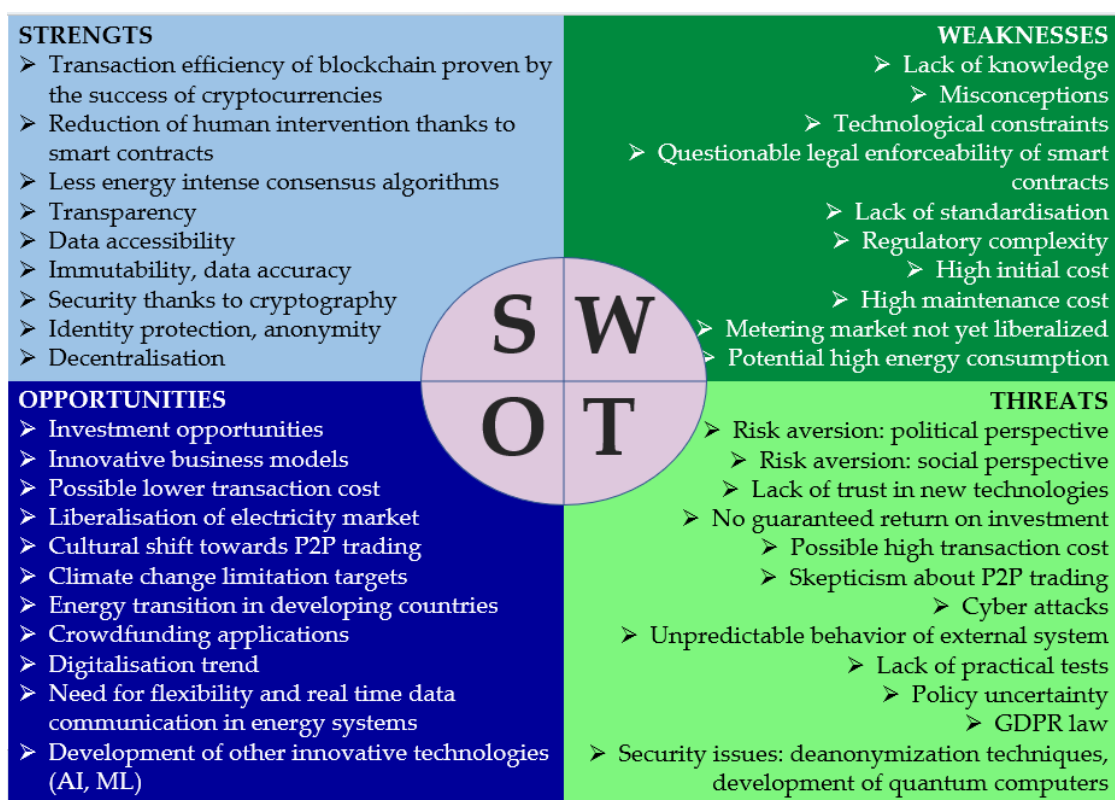 STRENGTS
➢ Transaction efficiency of blockchain proven by
the success of cryptocurrencies
➢ Reduction of human intervention thanks to
smart contracts
➢ Less energy intense consensus algorithms
➢ Transparency
➢ Data accessibility
➢ Immutability, data accuracy
➢ Security thanks to cryptography
➢ Identity protection, anonymity
➢ Decentralisation
WEAKNESSES
➢ Lack of knowledge
➢ Misconceptions
➢ Technological constraints
➢ Questionable legal enforceability of smart
contracts
➢ Lack of standardisation
➢ Regulatory complexity
➢ High initial cost
➢ High maintenance cost
➢ Metering market not yet liberalized
➢ Potential high energy consumption
S W
O T
OPPORTUNITIES
➢ Investment opportunities
➢ Innovative business models
➢ Possible lower transaction cost
➢ Liberalisation of electricity market
➢ Cultural shift towards P2P trading
➢ Climate change limitation targets
➢ Energy transition in developing countries
➢ Crowdfunding applications
➢ Digitalisation trend
➢ Need for flexibility and real time data
communication in energy systems
➢ Development of other innovative technologies
(AI, ML)
THREATS
➢ Risk aversion: political perspective
➢ Risk aversion: social perspective
➢ Lack of trust in new technologies
➢ No guaranteed return on investment
➢ Possible high transaction cost
➢ Skepticism about P2P trading
➢ Cyber attacks
➢ Unpredictable behavior of external system
➢ Lack of practical tests
➢ Policy uncertainty
➢ GDPR law
➢ Security issues: deanonymization techniques,
development of quantum computers